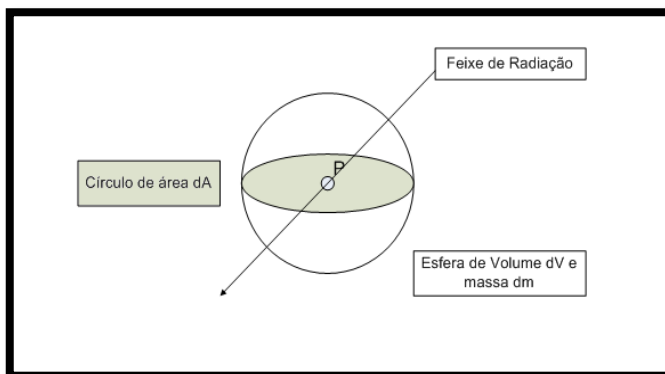 Feixe de Radiação
P
Círculo de área dA
Esfera de Volume dV e
massa dm